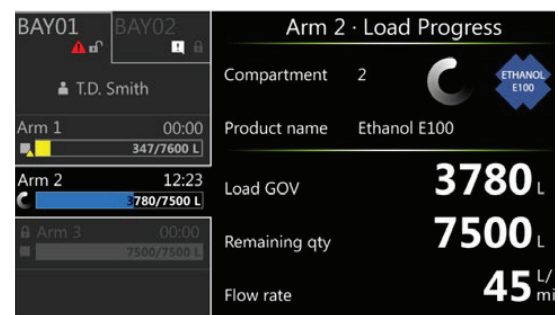 BAY01
BAY02
T.D. Smith
Arm 1 00:00
347/7600 L
Arm 2 12:23
3780/7500 L
Arm 3 00:00
7500/7500 L
Arm 2 · Load Progress
Compartment 2
ETHANOL
E100
Product name Ethanol E100
Load GOV 3780 L
Remaining qty 7500 L
Flow rate 45 L/
mi